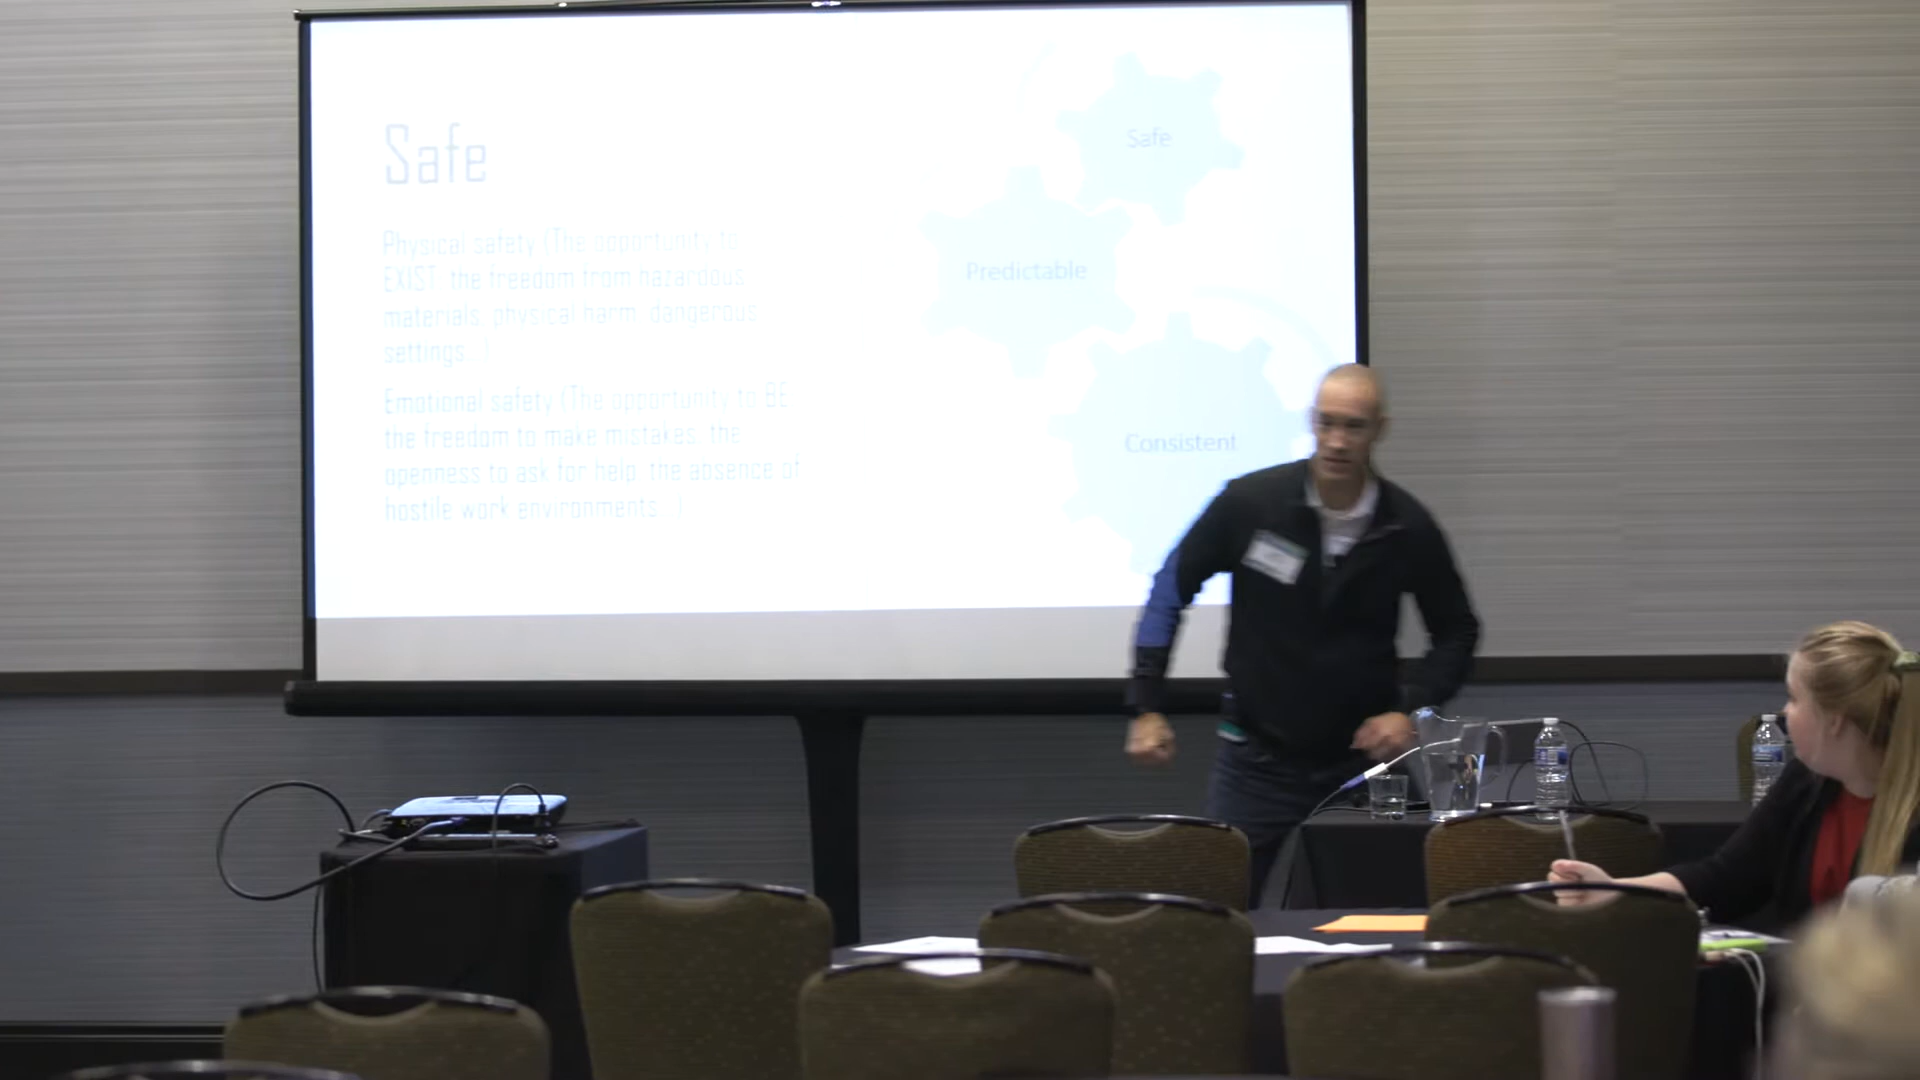 Safe
Physical safety (The opportunity to
EXIST, the freedom from hazardous
materials, physical harm, dangerous
settings...)
Emotional safety (The opportunity to BE,
the freedom to make mistakes, the
openness to ask for help, the absence of
hostile work environments...)
Safe
Predictable
Consistent